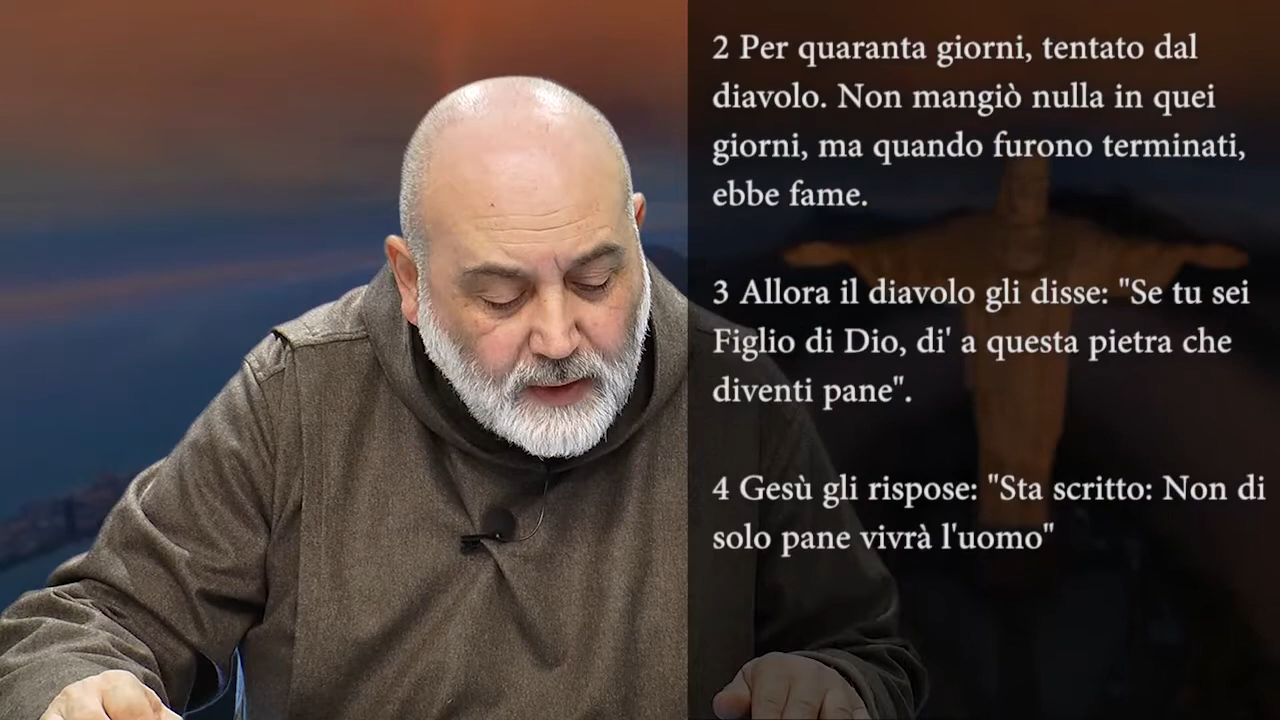 2 Per quaranta giorni, tentato dal
diavolo. Non mangiò nulla in quei
giorni, ma quando furono terminati,
ebbe fame.
3 Allora il diavolo gli disse: "Se tu sei
Figlio di Dio, di' a questa pietra che
diventi pane".
4 Gesù gli rispose: "Sta scritto: Non di
solo pane vivrà l'uomo"